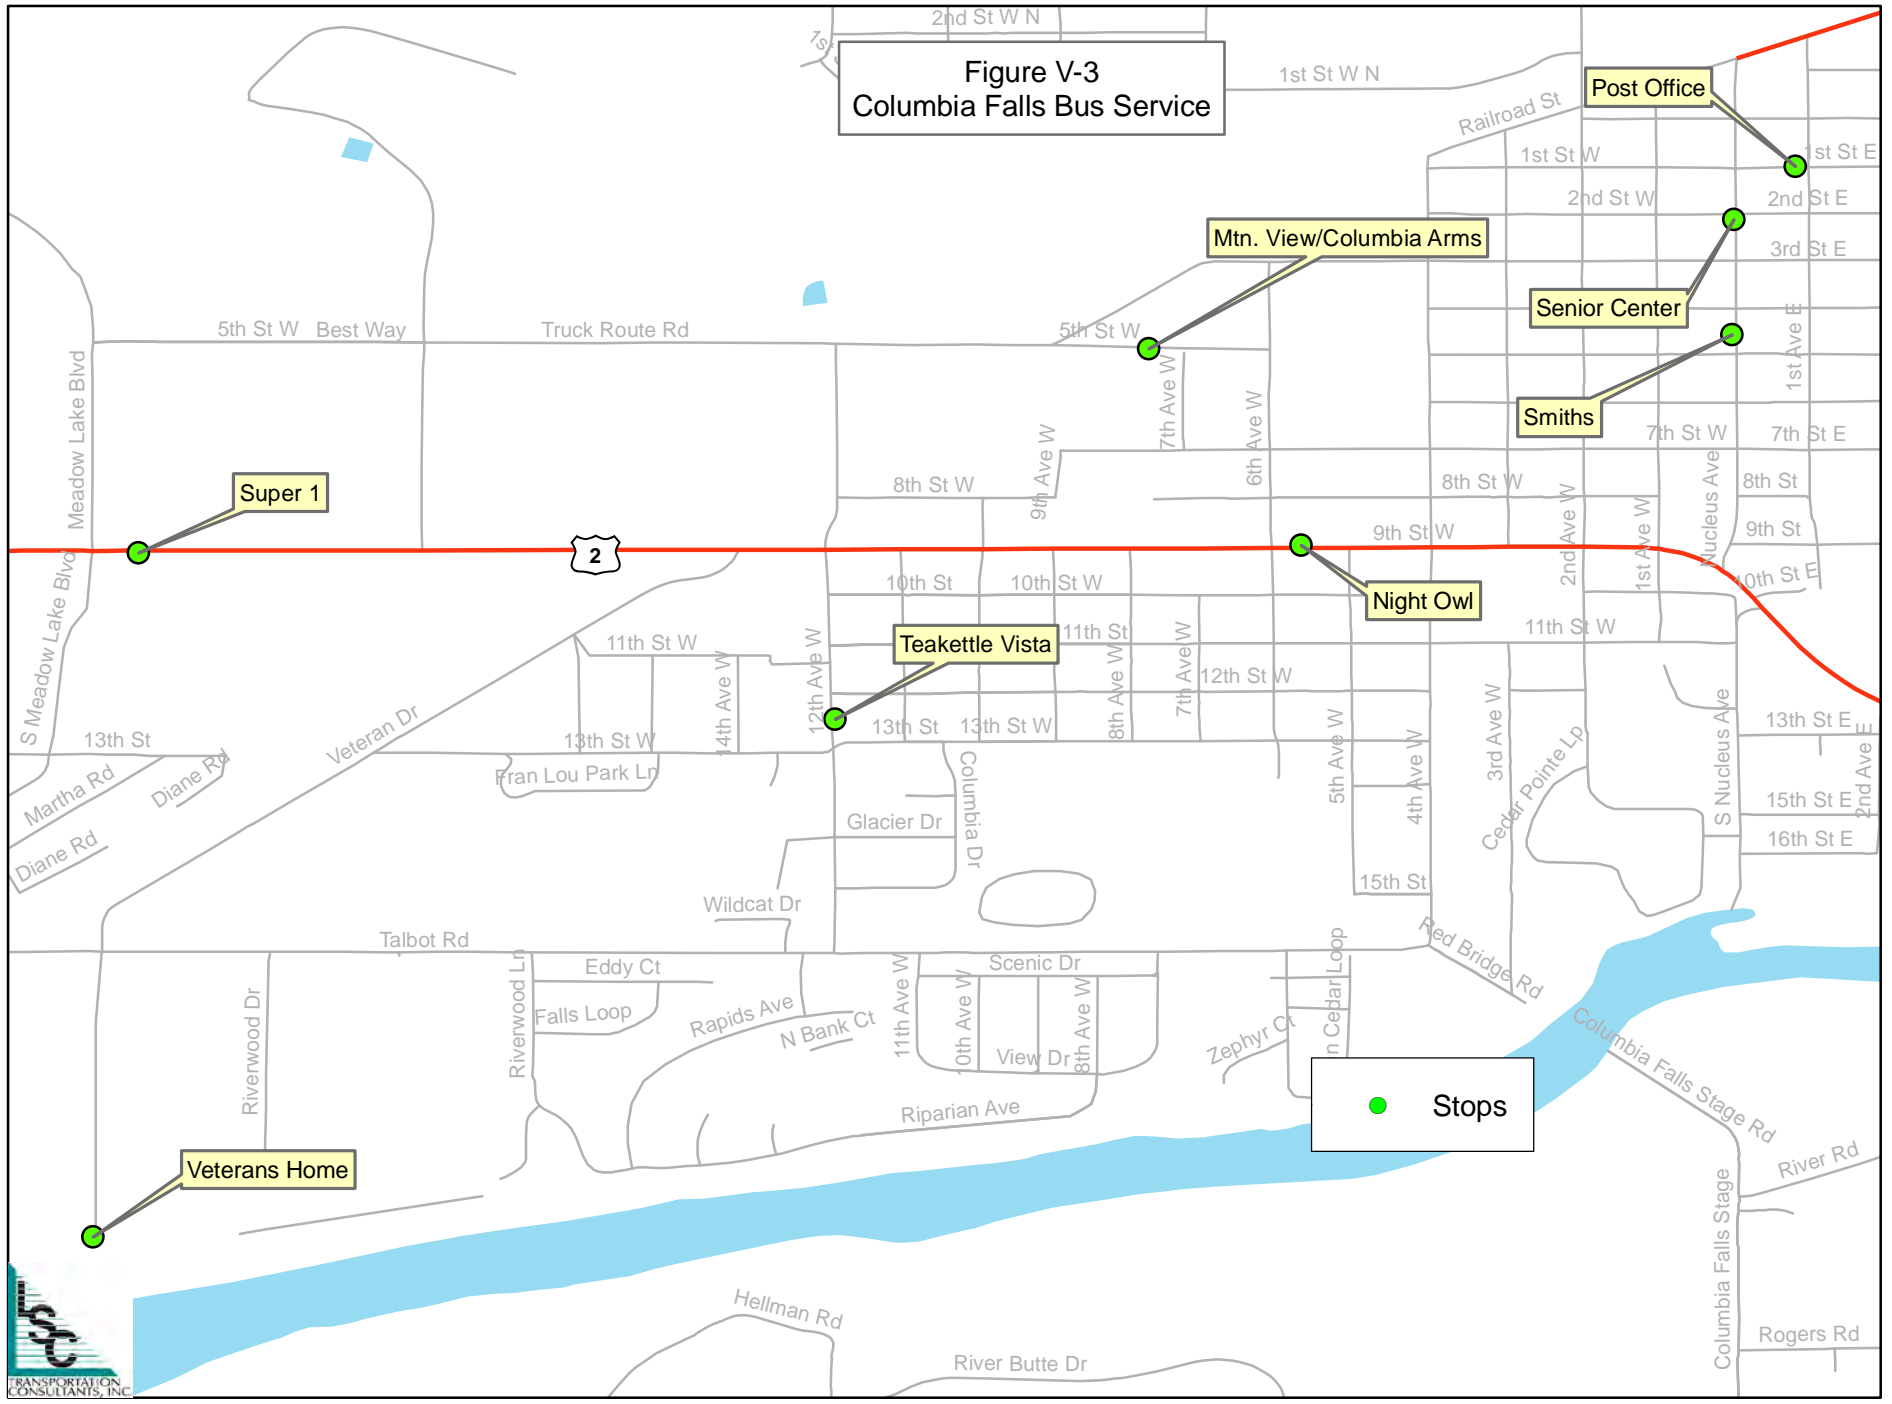 2nd St W N
1st
Figure V-3
Columbia Falls Bus Service
1st St W N
Post Office
Railroad St
1st St W
1st St E
2nd St W
2nd St E
Mtn. View/Columbia Arms
3rd St E
Senior Center
5th St W
Best Way
Truck Route Rd
5th St W
1st Ave E
Meadow Lake Blvd
7th Ave W
6th Ave W
Smiths
9th Ave W
7th St W
7th St E
Super 1
8th St W
8th St W
8th St
Nucleus Ave
2nd Ave W
1st Ave W
9th St W
9th St
2
S Meadow Lake Blvd
10th St
10th St W
10th St E
Night Owl
11th St W
Teakettle Vista
11th St
11th St W
12th Ave W
14th Ave W
8th Ave W
7th Ave W
12th St W
13th St
Veteran Dr
13th St W
13th St
13th St W
3rd Ave W
S Nucleus Ave
13th St E
2nd Ave E
Martha Rd
Diane Rd
Fran Lou Park Ln
Columbia Dr
5th Ave W
4th Ave W
Cedar Pointe Lp
15th St E
Diane Rd
Glacier Dr
16th St E
15th St
Wildcat Dr
Talbot Rd
Red Bridge Rd
Riverwood Ln
Eddy Ct
Scenic Dr
n Cedar Loop
Riverwood Dr
Falls Loop
Rapids Ave
N Bank Ct
11th Ave W
10th Ave W
8th Ave W
View Dr
Zephyr Ct
Columbia Falls Stage Rd
Riparian Ave
Stops
Veterans Home
River Rd
Columbia Falls Stage
Hellman Rd
River Butte Dr
Rogers Rd
LSC
TRANSPORTATION
CONSULTANTS, INC.